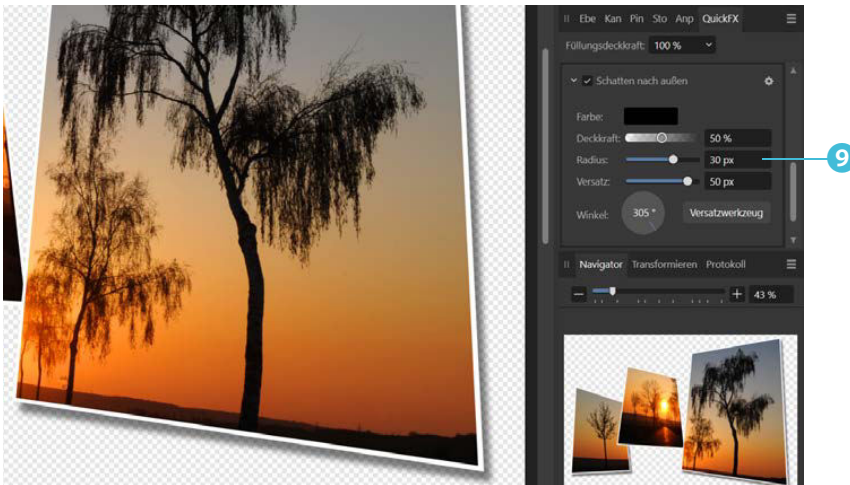 Ebe Kan Pin Sto Anp QuickFX
Füllungsdeckkraft: 100 %
Schatten nach außen
Farbe:
Deckkraft: 50 %
Radius: 30 px
9
Versatz: 50 px
Winkel: 305 ° Versatzwerkzeug
Navigator Transformieren Protokoll
43 %